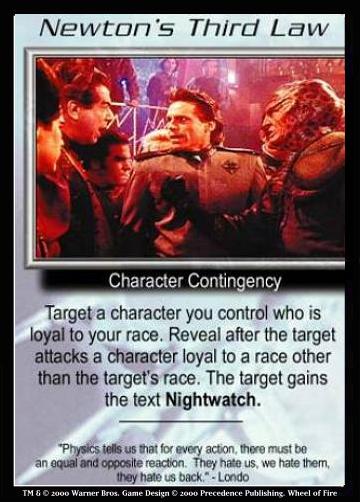 Newton's Third Law
Character Contingency
Target a character you control who is
loyal to your race. Reveal after the target
attacks a character loyal to a race other
than the target's race. The target gains
the text Nightwatch.
"Physics tells us that for every action, there must be
an equal and opposite reaction. They hate us, we hate them,
they hate us back." - Londo
TM & © 2000 Warner Bros. Game Design © 2000 Precedence Publishing. Wheel of Fire